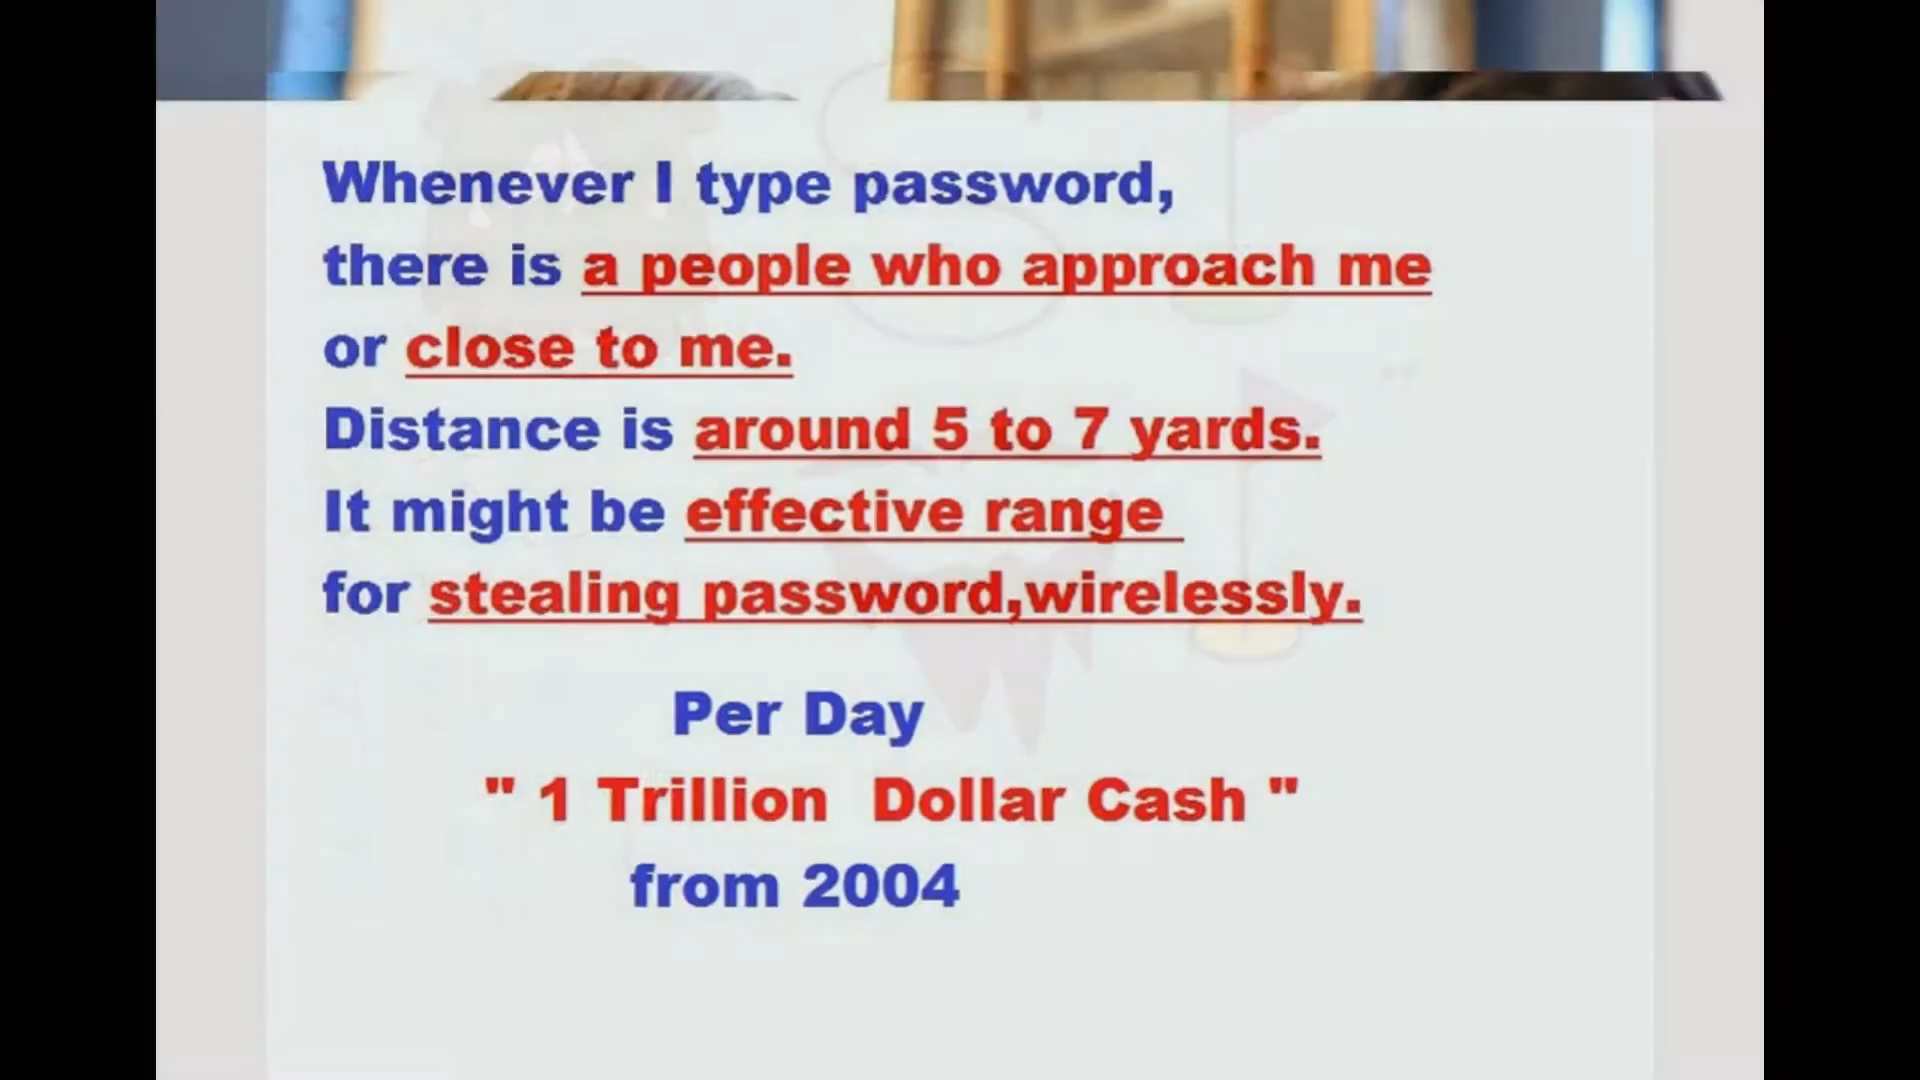 Whenever I type password,
there is a people who approach me
or close to me.
Distance is around 5 to 7 yards.
It might be effective range
for stealing password,wirelessly.
Per Day
" 1 Trillion Dollar Cash "
from 2004